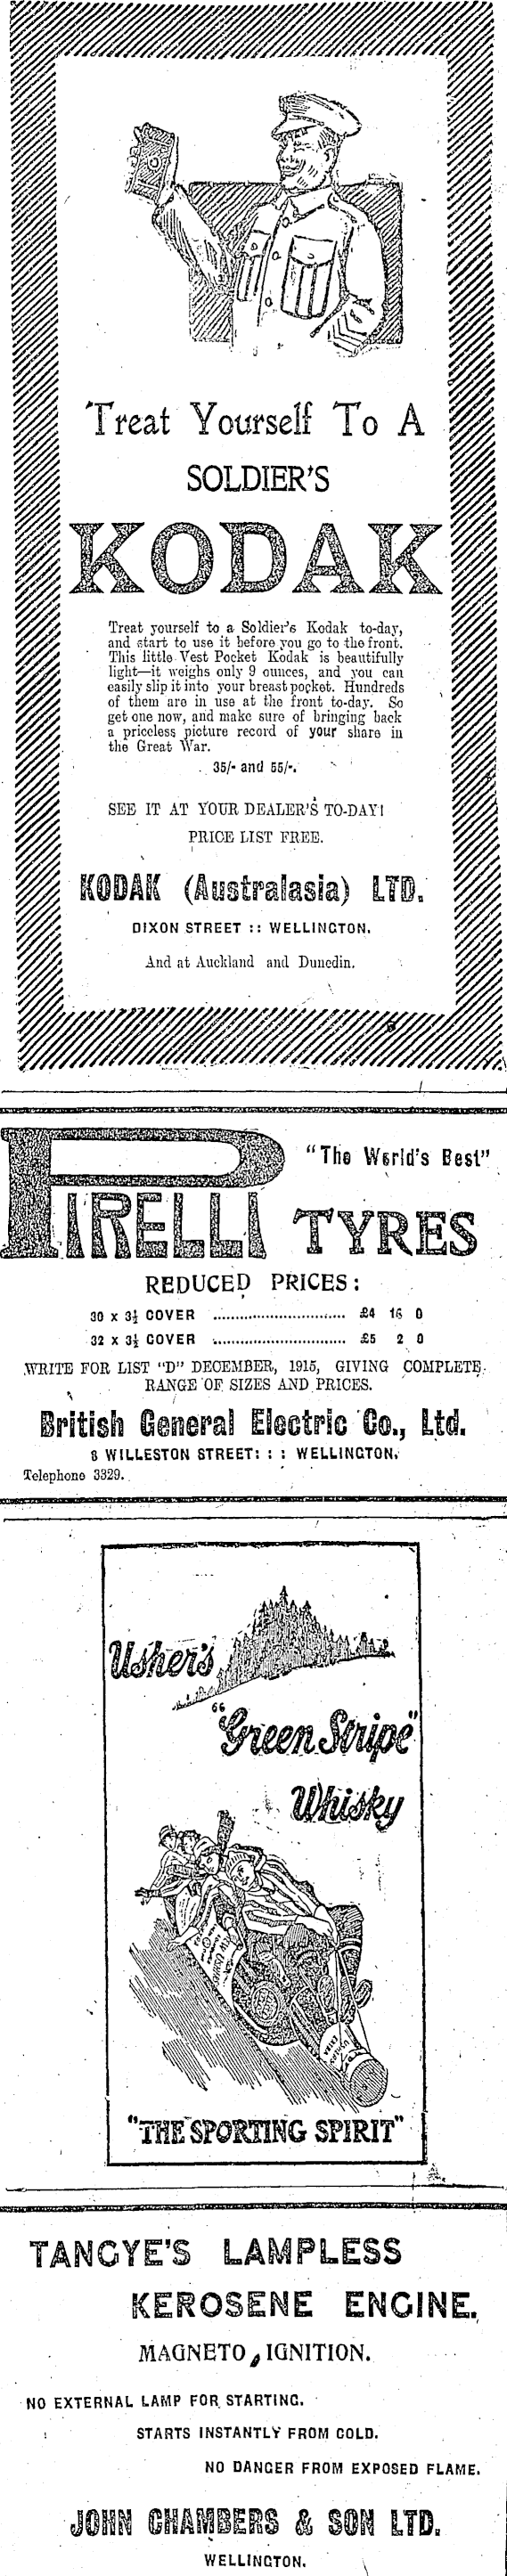 Treat Yourself To A
SOLDIER'S
KODAK
Treat yourself to a Soldier's Kodak to-day,
and start to use it before you go to the front.
This little Vest Pocket Kodak is beautifully
light—it weighs only 9 ounces, and you can
easily slip it into your breast pocket. Hundreds
of them are in use at the front to-day. So
get one now, and make sure of bringing back
a priceless picture record of your share in
the Great War.
35/- and 55/-.
SEE IT AT YOUR DEALER'S TO-DAY!
PRICE LIST FREE.
KODAK (Australasia) LTD.
DIXON STREET :: WELLINGTON.
And at Auckland and Dunedin.
"The World's Best"
PIRELLI TYRES
REDUCED PRICES:
30 x 3½ COVER .............................. £4 16 0
32 x 3½ COVER .............................. £5 2 0
WRITE FOR LIST "D" DECEMBER, 1915, GIVING COMPLETE
RANGE OF SIZES AND PRICES.
British General Electric Co., Ltd.
8 WILLESTON STREET: : : WELLINGTON.
Telephone 3329.
Usher's
"Green Stripe"
Whisky
"THE SPORTING SPIRIT"
TANGYE'S LAMPLESS
KEROSENE ENGINE.
MAGNETO IGNITION.
NO EXTERNAL LAMP FOR STARTING.
STARTS INSTANTLY FROM COLD.
NO DANGER FROM EXPOSED FLAME.
JOHN CHAMBERS & SON LTD.
WELLINGTON.